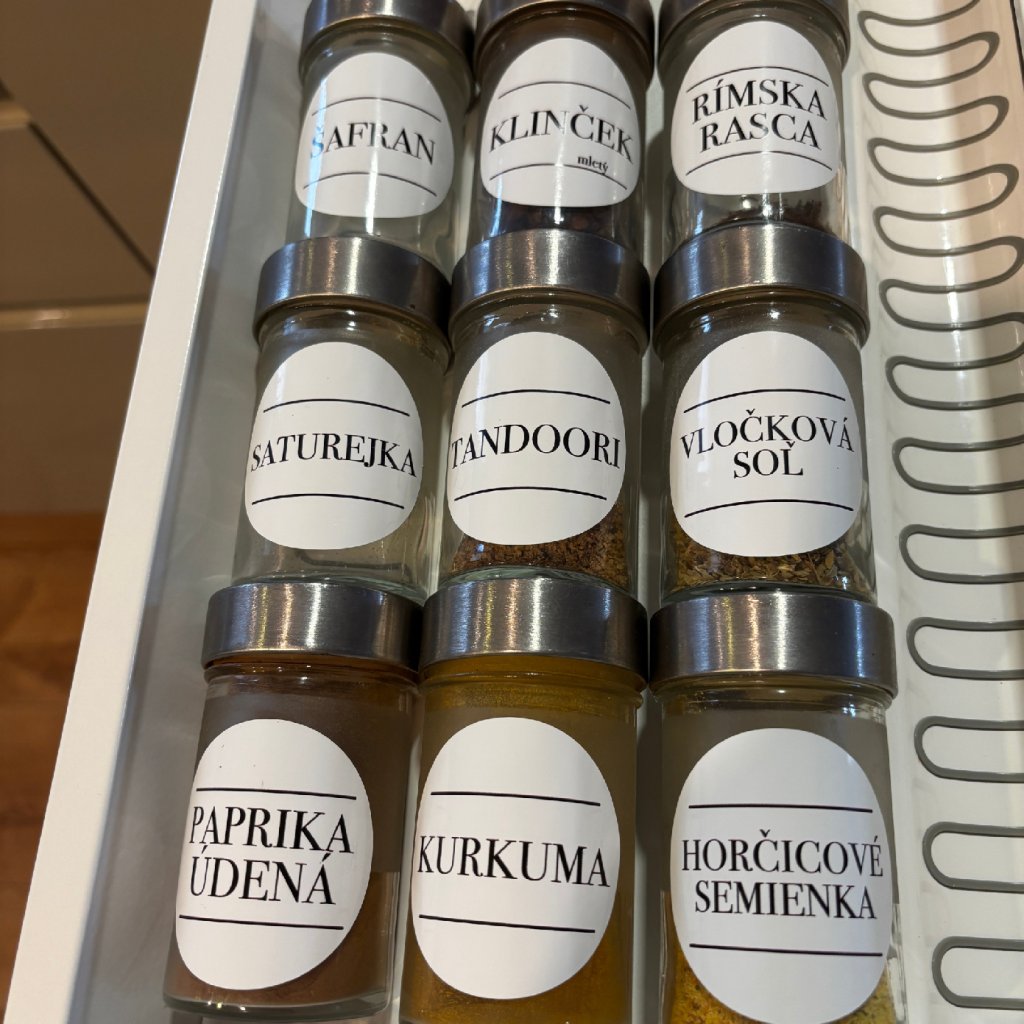 ŠAFRAN
KLINČEK
mletý
RÍMSKA
RASCA
SATUREJKA
TANDOORI
VLOČKOVÁ
SOĽ
PAPRIKA
ÚDENÁ
KURKUMA
HORČICOVÉ
SEMIENKA